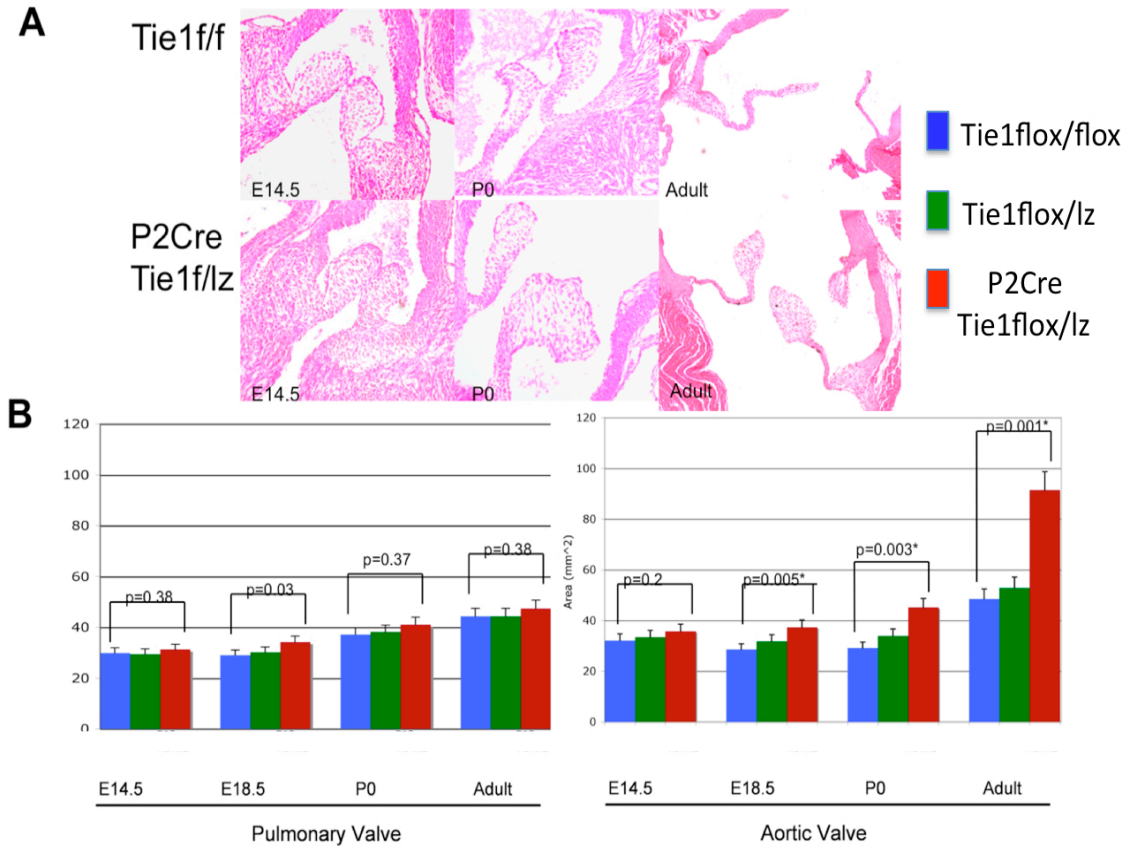 A
Tie1f/f
E14.5
P0
Adult
P2Cre
Tie1f/lz
E14.5
P0
Adult
Tie1flox/flox
Tie1flox/lz
P2Cre
Tie1flox/lz
B
120
100
80
60
40
20
0
p=0.38
p=0.03
p=0.37
p=0.38
E14.5
E18.5
P0
Adult
Pulmonary Valve
Area (mm^2)
120
100
80
60
40
20
0
p=0.2
p=0.005*
p=0.003*
p=0.001*
E14.5
E18.5
P0
Adult
Aortic Valve